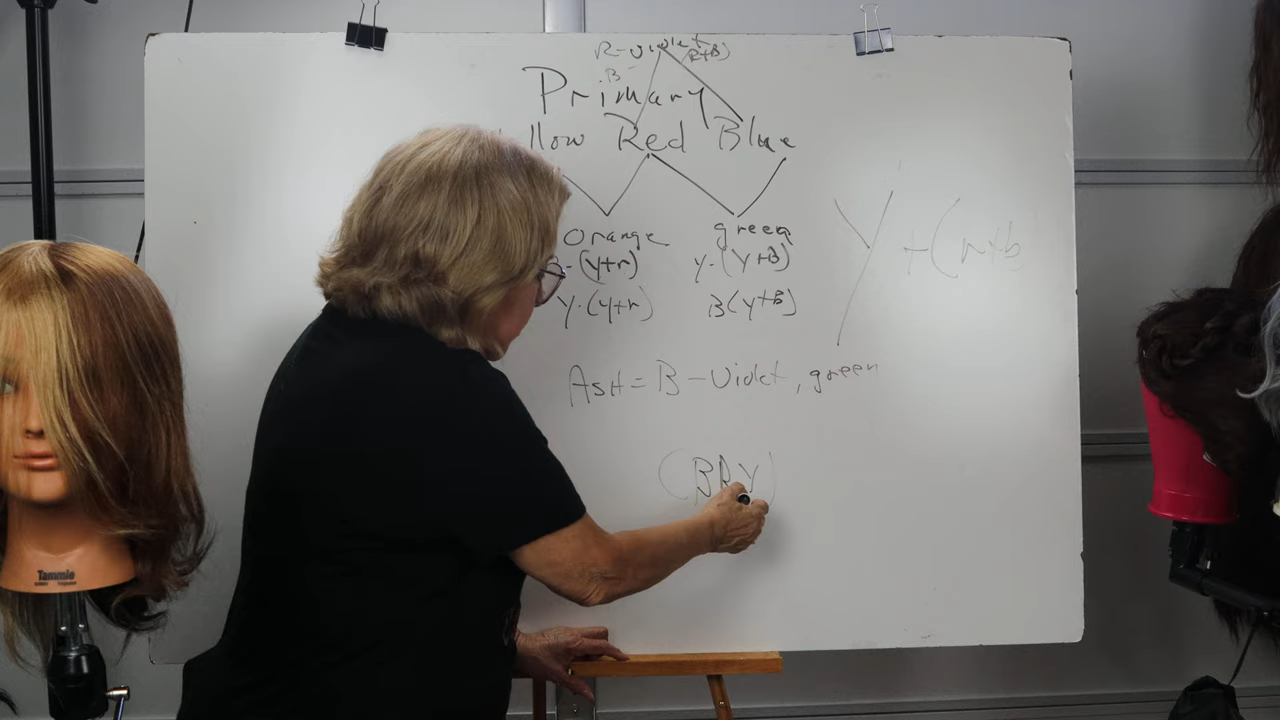 R-violet (R+B)
B-
Primary
llow Red Blue
Orange green
-(y+r) y-(y+B)
y-(y+r) B(y+B)
Y +(r+b
ASH = B-violet, green
(BRY)
Tammie